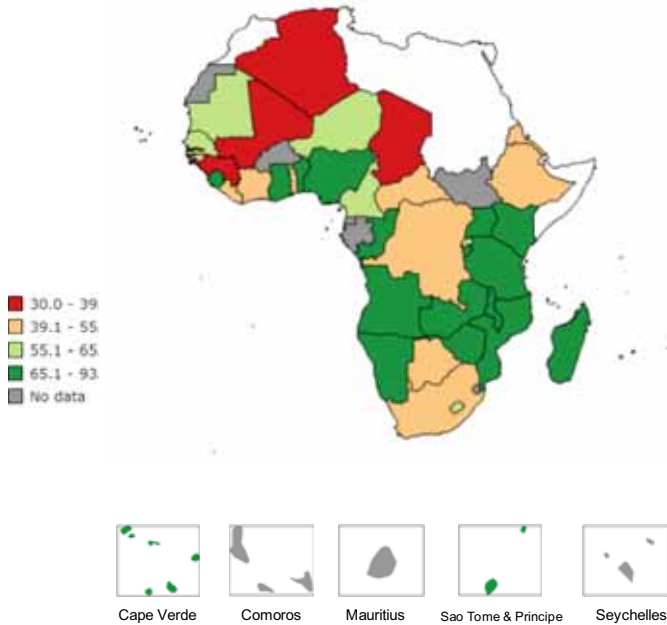 30.0 - 39
39.1 - 55
55.1 - 65
65.1 - 93
No data
Cape Verde
Comoros
Mauritius
Sao Tome & Principe
Seychelles